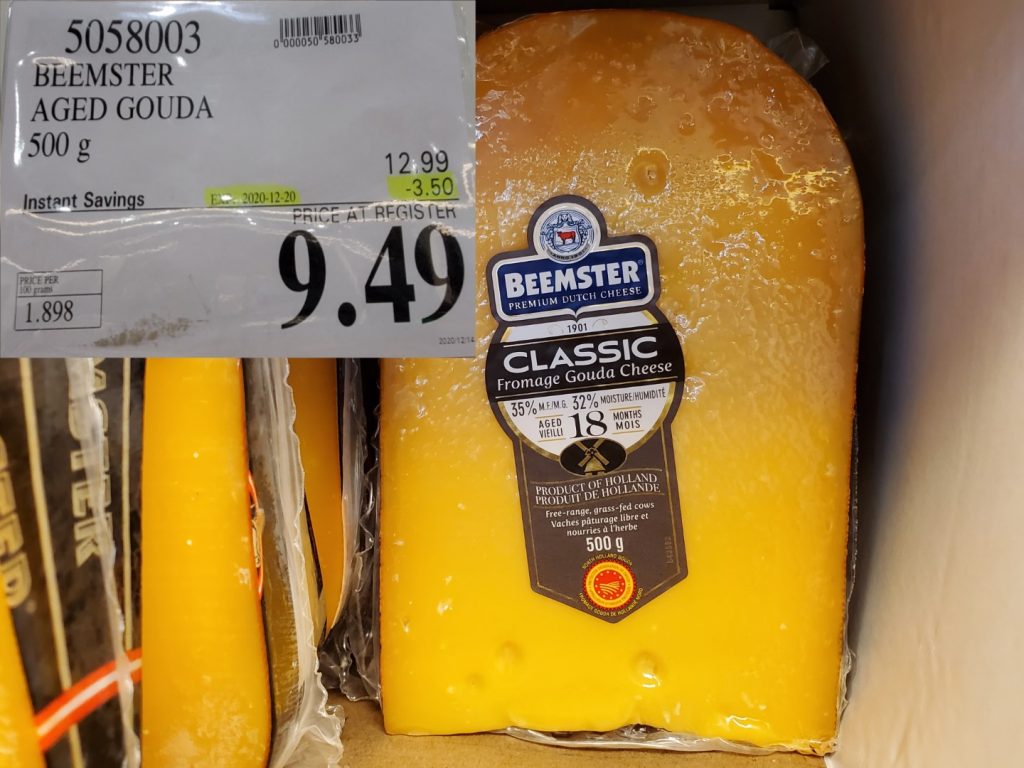 5058003
0 000050 580033
BEEMSTER
AGED GOUDA
500 g
12.99
-3.50
Instant Savings
2020-12-20
PRICE AT REGISTER
9.49
PRICE PER
100 grams
1.898
2020/12/14
BEEMSTER®
PREMIUM DUTCH CHEESE
1901
CLASSIC
Fromage Gouda Cheese
35% M.F./M.G. 32% MOISTURE/HUMIDITÉ
AGED
VIEILLI
18
MONTHS
MOIS
PRODUCT OF HOLLAND
PRODUIT DE HOLLANDE
Free-range, grass-fed cows
Vaches pâturage libre et
nourries à l'herbe
500 g